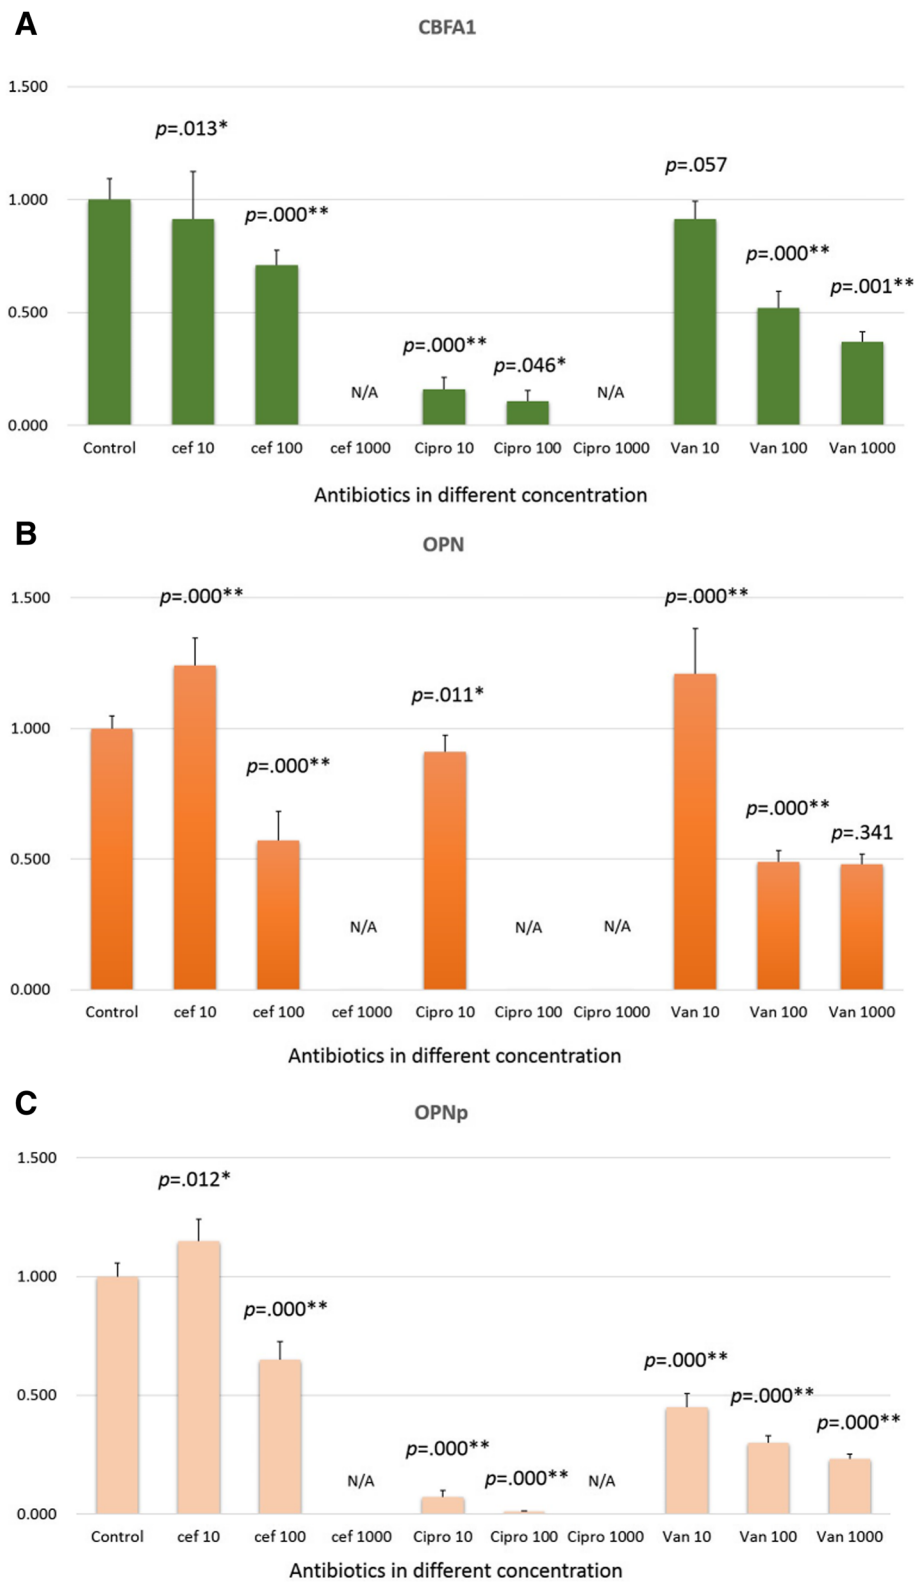 A
CBFA1
1.500
p=.013*
p=.057
1.000
p=.000**
p=.000**
p=.001**
0.500
p=.000**
p=.046*
N/A
N/A
0.000
Control cef 10 cef 100 cef 1000 Cipro 10 Cipro 100 Cipro 1000 Van 10 Van 100 Van 1000
Antibiotics in different concentration
B
OPN
1.500
p=.000**
p=.000**
p=.011*
1.000
p=.000**
p=.000**
p=.341
0.500
N/A
N/A
N/A
0.000
Control cef 10 cef 100 cef 1000 Cipro 10 Cipro 100 Cipro 1000 Van 10 Van 100 Van 1000
Antibiotics in different concentration
C
OPNp
1.500
p=.012*
1.000
p=.000**
p=.000**
0.500
p=.000**
p=.000**
p=.000**
p=.000**
N/A
N/A
0.000
Control cef 10 cef 100 cef 1000 Cipro 10 Cipro 100 Cipro 1000 Van 10 Van 100 Van 1000
Antibiotics in different concentration